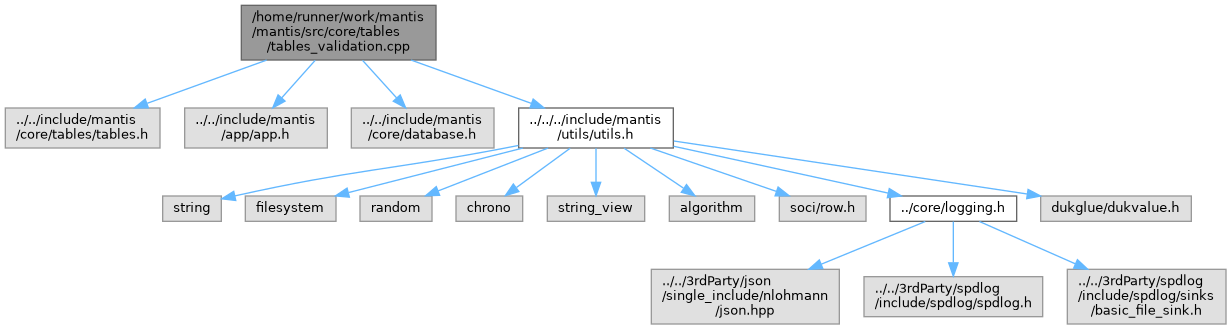 /home/runner/work/mantis
/mantis/src/core/tables
/tables_validation.cpp
../../include/mantis
/core/tables/tables.h
../../include/mantis
/app/app.h
../../include/mantis
/core/database.h
../../../include/mantis
/utils/utils.h
string
filesystem
random
chrono
string_view
algorithm
soci/row.h
../core/logging.h
dukglue/dukvalue.h
../../3rdParty/json
/single_include/nlohmann
/json.hpp
../../3rdParty/spdlog
/include/spdlog/spdlog.h
../../3rdParty/spdlog
/include/spdlog/sinks
/basic_file_sink.h